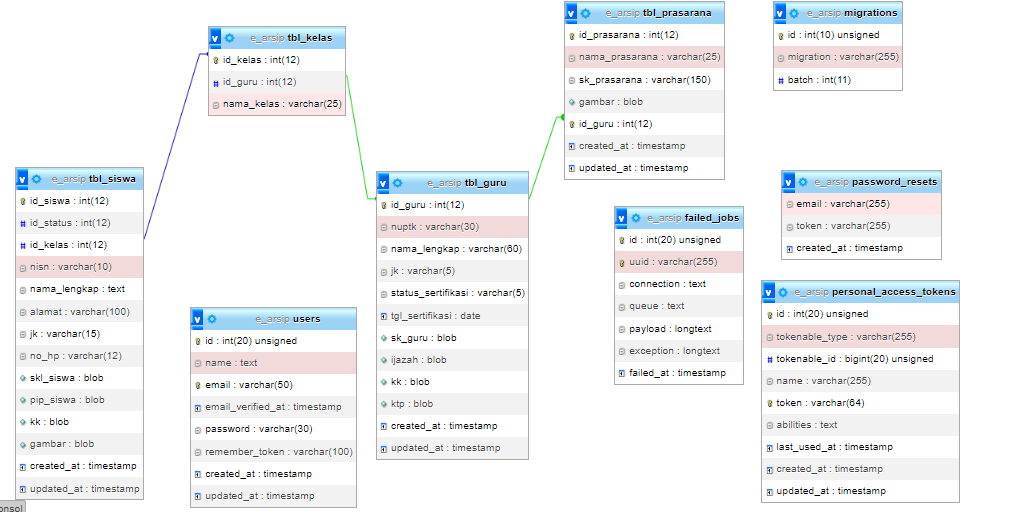 e_arsip tbl_kelas
id_kelas : int(12)
id_guru : int(12)
nama_kelas : varchar(25)
e_arsip tbl_prasarana
id_prasarana : int(12)
nama_prasarana : varchar(25)
sk_prasarana : varchar(150)
gambar : blob
id_guru : int(12)
created_at : timestamp
updated_at : timestamp
e_arsip migrations
id : int(10) unsigned
migration : varchar(255)
batch : int(11)
e_arsip tbl_siswa
id_siswa : int(12)
id_status : int(12)
id_kelas : int(12)
nisn : varchar(10)
nama_lengkap : text
alamat : varchar(100)
jk : varchar(15)
no_hp : varchar(12)
skl_siswa : blob
pip_siswa : blob
kk : blob
gambar : blob
created_at : timestamp
updated_at : timestamp
e_arsip users
id : int(20) unsigned
name : text
email : varchar(50)
email_verified_at : timestamp
password : varchar(30)
remember_token : varchar(100)
created_at : timestamp
updated_at : timestamp
e_arsip tbl_guru
id_guru : int(12)
nuptk : varchar(30)
nama_lengkap : varchar(60)
jk : varchar(5)
status_sertifikasi : varchar(5)
tgl_sertifikasi : date
sk_guru : blob
ijazah : blob
kk : blob
ktp : blob
created_at : timestamp
updated_at : timestamp
e_arsip failed_jobs
id : int(20) unsigned
uuid : varchar(255)
connection : text
queue : text
payload : longtext
exception : longtext
failed_at : timestamp
e_arsip password_resets
email : varchar(255)
token : varchar(255)
created_at : timestamp
e_arsip personal_access_tokens
id : int(20) unsigned
tokenable_type : varchar(255)
tokenable_id : bigint(20) unsigned
name : varchar(255)
token : varchar(64)
abilities : text
last_used_at : timestamp
created_at : timestamp
updated_at : timestamp
onsol